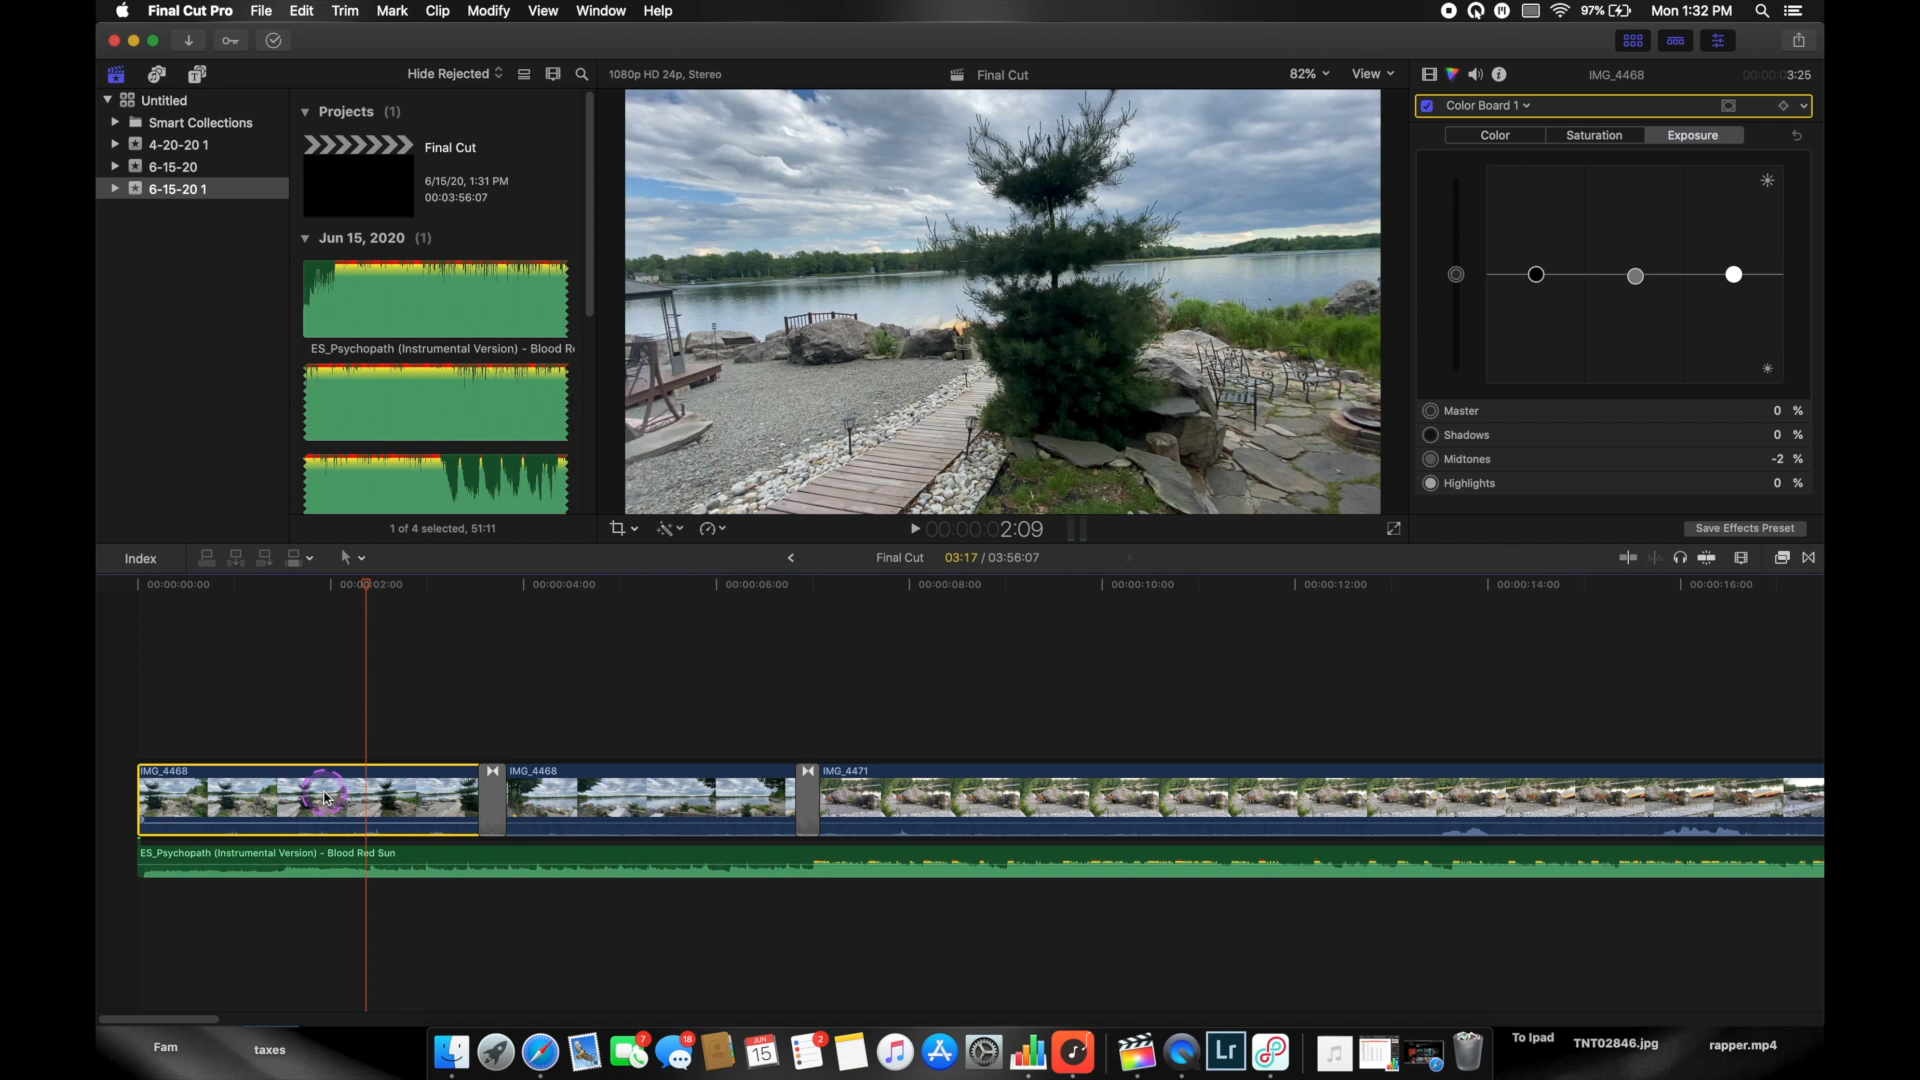 Final Cut Pro File Edit Trim Mark Clip Modify View Window Help
97% Mon 1:32 PM
Hide Rejected
1080p HD 24p, Stereo
Final Cut
82% View
IMG_4468
00:00:03:25
Untitled
Smart Collections
4-20-20 1
6-15-20
6-15-20 1
Projects (1)
Final Cut
6/15/20, 1:31 PM
00:03:56:07
Jun 15, 2020 (1)
ES_Psychopath (Instrumental Version) - Blood R
1 of 4 selected, 51:11
Color Board 1
Color Saturation Exposure
Master 0 %
Shadows 0 %
Midtones -2 %
Highlights 0 %
Save Effects Preset
00:00:02:09
Index
Final Cut 03:17 / 03:56:07
00:00:00:00 00:00:02:00 00:00:04:00 00:00:06:00 00:00:08:00 00:00:10:00 00:00:12:00 00:00:14:00 00:00:16:00
IMG_4468 IMG_4468 IMG_4471
ES_Psychopath (Instrumental Version) - Blood Red Sun
Fam
taxes
7
18
JUN
15
2
Lr
To Ipad
TNT02846.jpg
rapper.mp4